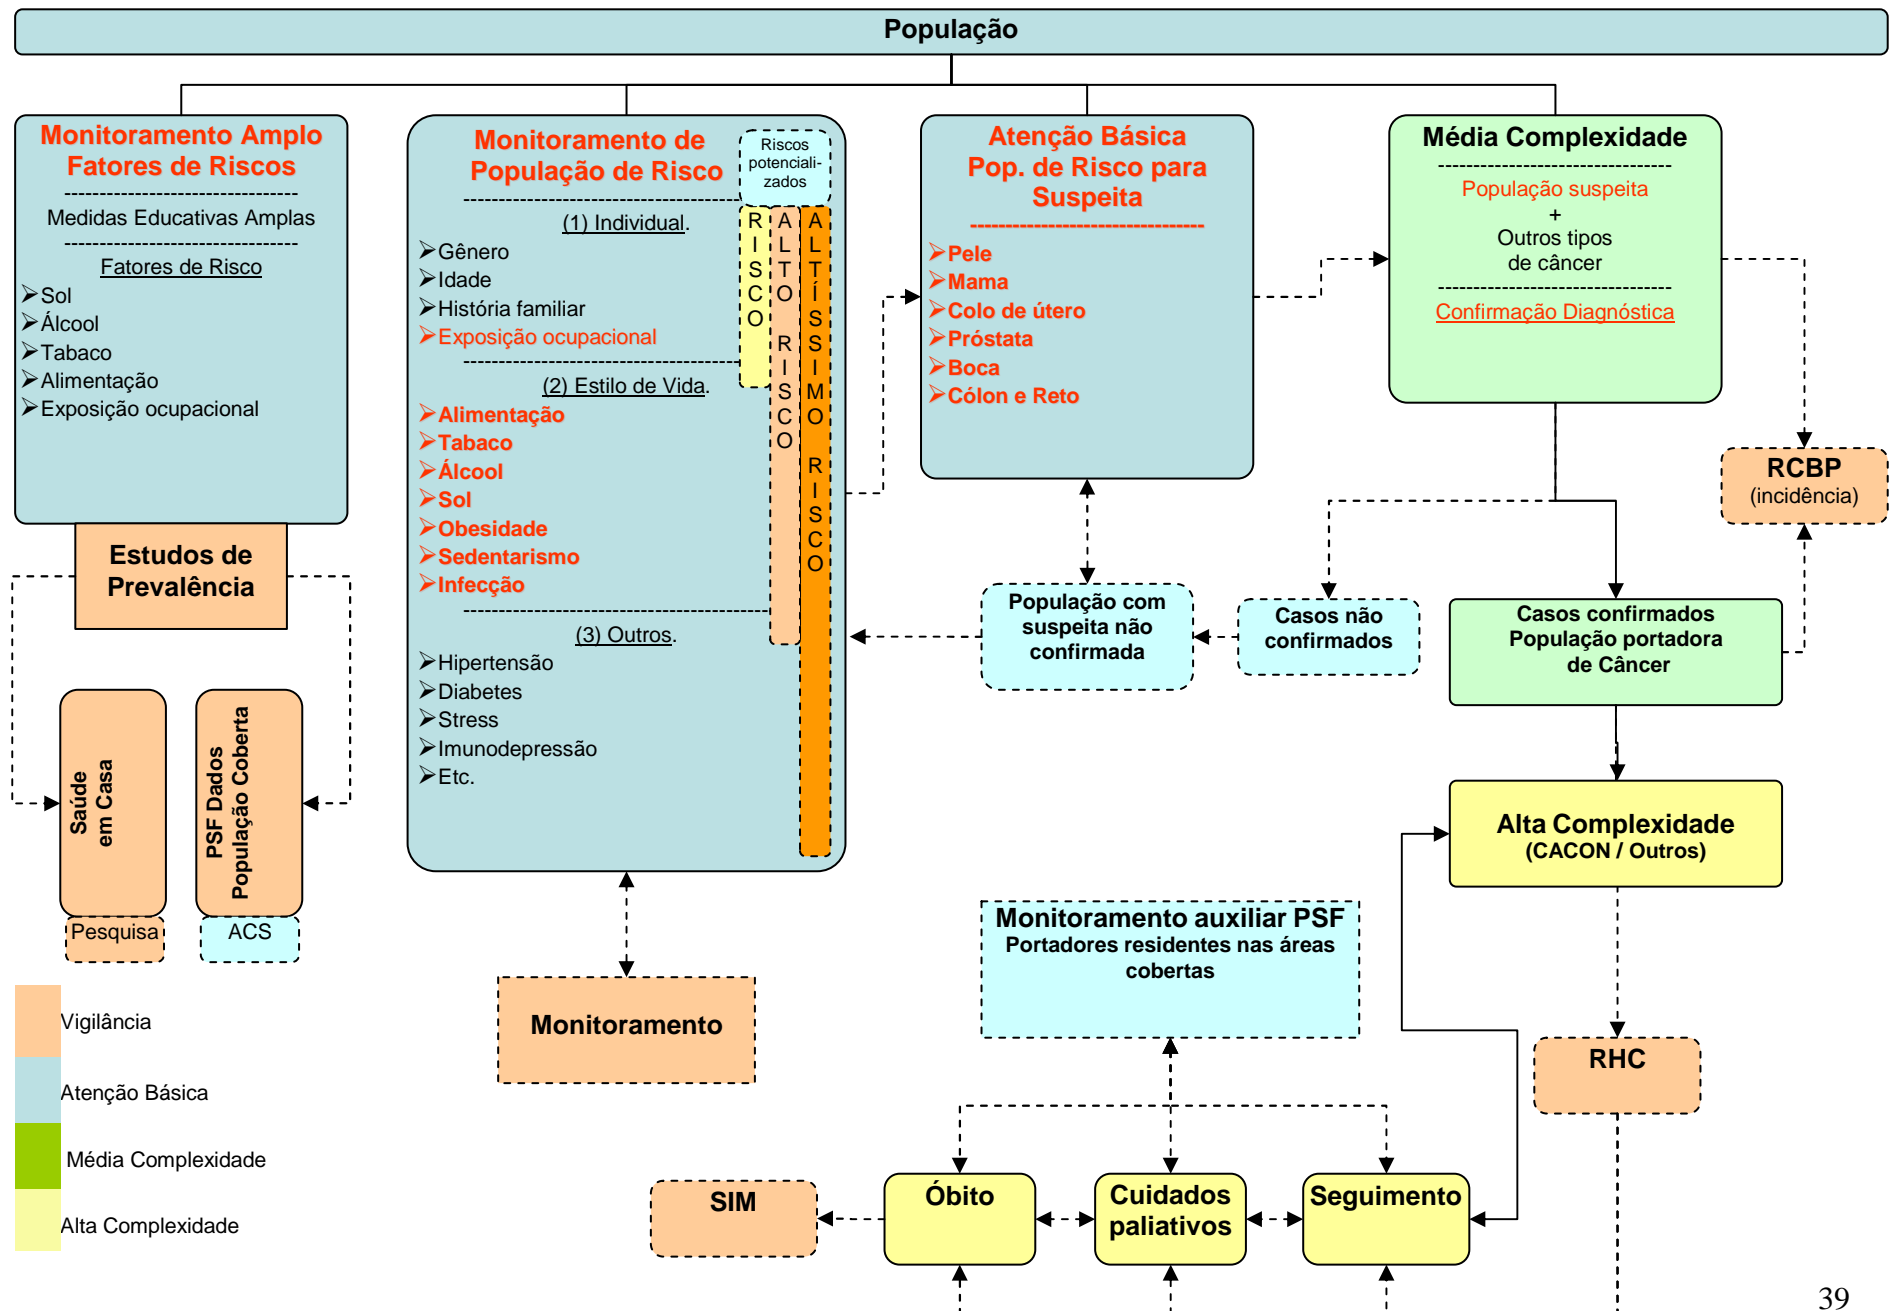 População
Monitoramento Amplo
Fatores de Riscos
Medidas Educativas Amplas
Fatores de Risco
Sol
Álcool
Tabaco
Alimentação
Exposição ocupacional
Estudos de
Prevalência
Saúde
em Casa
Pesquisa
PSF Dados
População Coberta
ACS
Vigilância
Atenção Básica
Média Complexidade
Alta Complexidade
Monitoramento de
População de Risco
Riscos
potenciali-
zados
(1) Individual.
Gênero
Idade
História familiar
Exposição ocupacional
(2) Estilo de Vida.
Alimentação
Tabaco
Álcool
Sol
Obesidade
Sedentarismo
Infecção
(3) Outros.
Hipertensão
Diabetes
Stress
Imunodepressão
Etc.
RISCO
ALTO RISCO
ALTÍSSIMO RISCO
Monitoramento
Atenção Básica
Pop. de Risco para
Suspeita
Pele
Mama
Colo de útero
Próstata
Boca
Cólon e Reto
População com
suspeita não
confirmada
Casos não
confirmados
Média Complexidade
População suspeita
+
Outros tipos
de câncer
Confirmação Diagnóstica
RCBP
(incidência)
Casos confirmados
População portadora
de Câncer
Alta Complexidade
(CACON / Outros)
Monitoramento auxiliar PSF
Portadores residentes nas áreas
cobertas
RHC
SIM
Óbito
Cuidados
paliativos
Seguimento
39